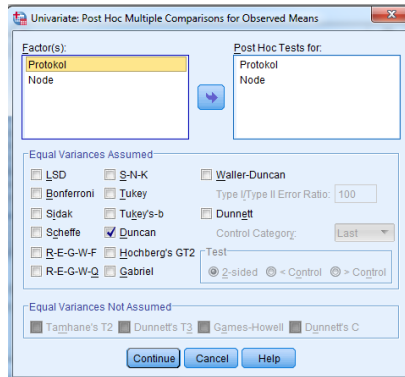 Univariate: Post Hoc Multiple Comparisons for Observed Means
Factor(s):
Protokol
Node
Post Hoc Tests for:
Protokol
Node
Equal Variances Assumed
LSD S-N-K Waller-Duncan
Bonferroni Tukey Type I/Type II Error Ratio: 100
Sidak Tukey's-b Dunnett
Scheffe Duncan Control Category: Last
R-E-G-W-F Hochberg's GT2 Test
R-E-G-W-Q Gabriel 2-sided < Control > Control
Equal Variances Not Assumed
Tamhane's T2 Dunnett's T3 Games-Howell Dunnett's C
Continue Cancel Help